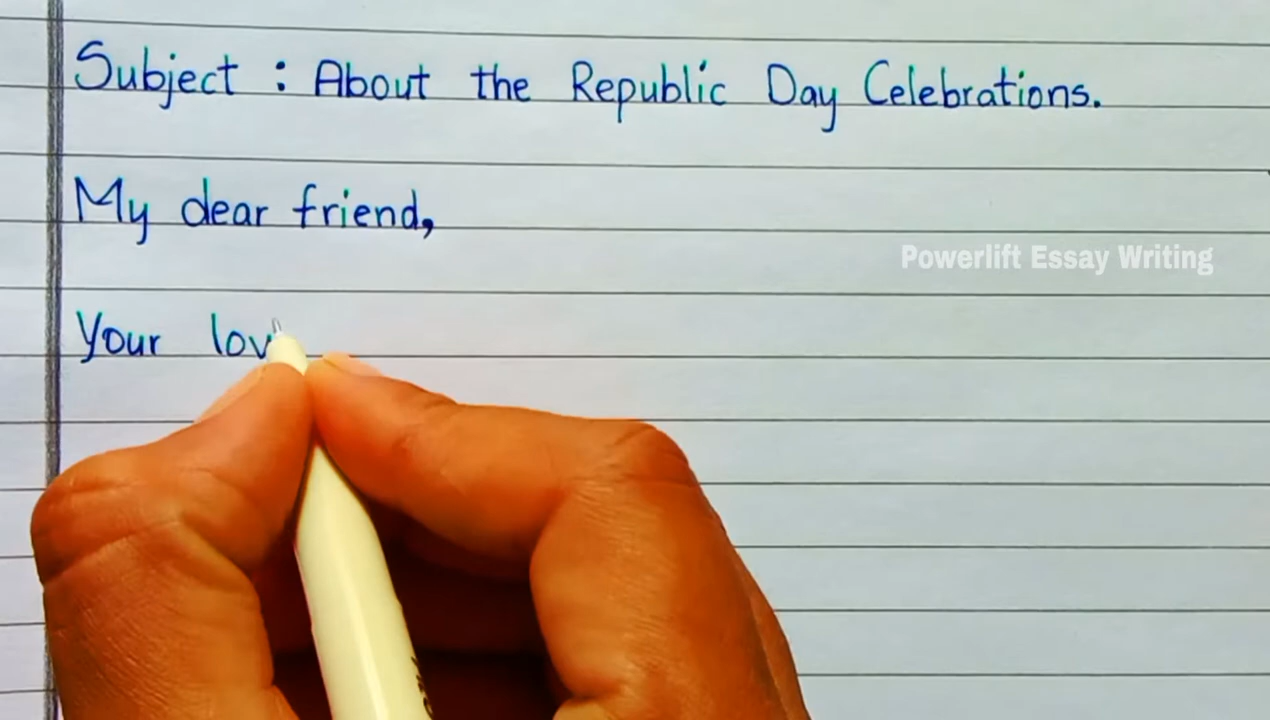 Subject : About the Republic Day Celebrations.
My dear friend,
Powerlift Essay Writing
Your lov